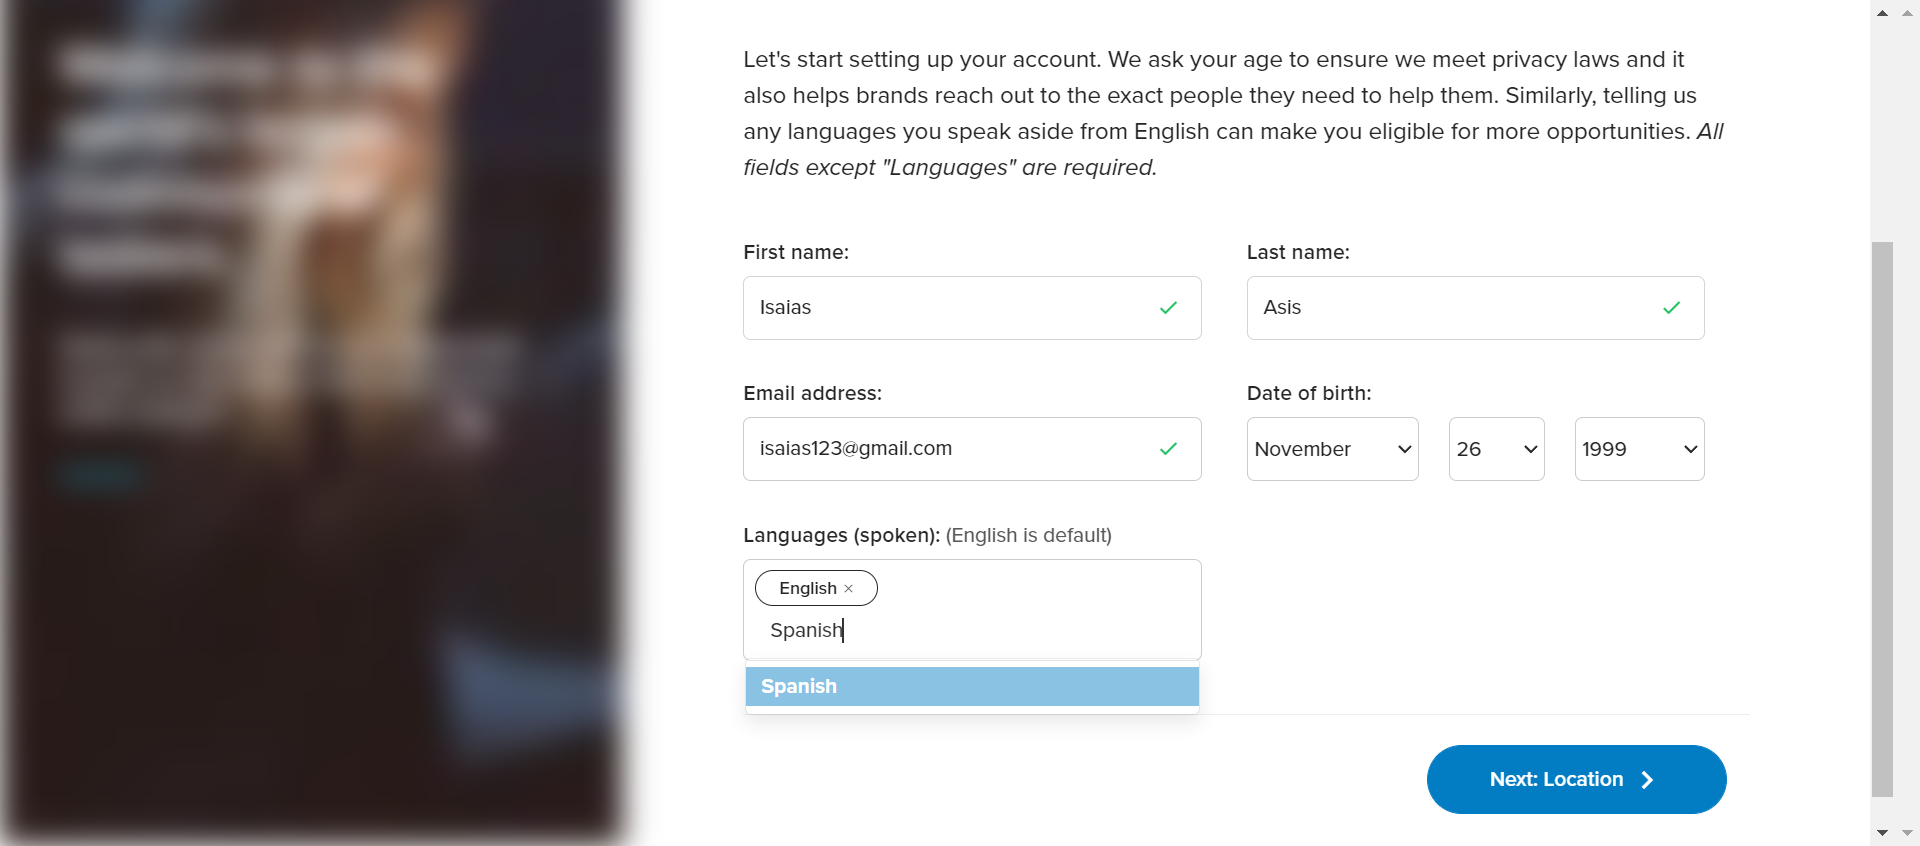 Let's start setting up your account. We ask your age to ensure we meet privacy laws and it
also helps brands reach out to the exact people they need to help them. Similarly, telling us
any languages you speak aside from English can make you eligible for more opportunities. All
fields except "Languages" are required.
First name:
Last name:
Isaias
Asis
Email address:
Date of birth:
isaias123@gmail.com
November
26
1999
Languages (spoken): (English is default)
English ×
Spanish
Spanish
Next: Location